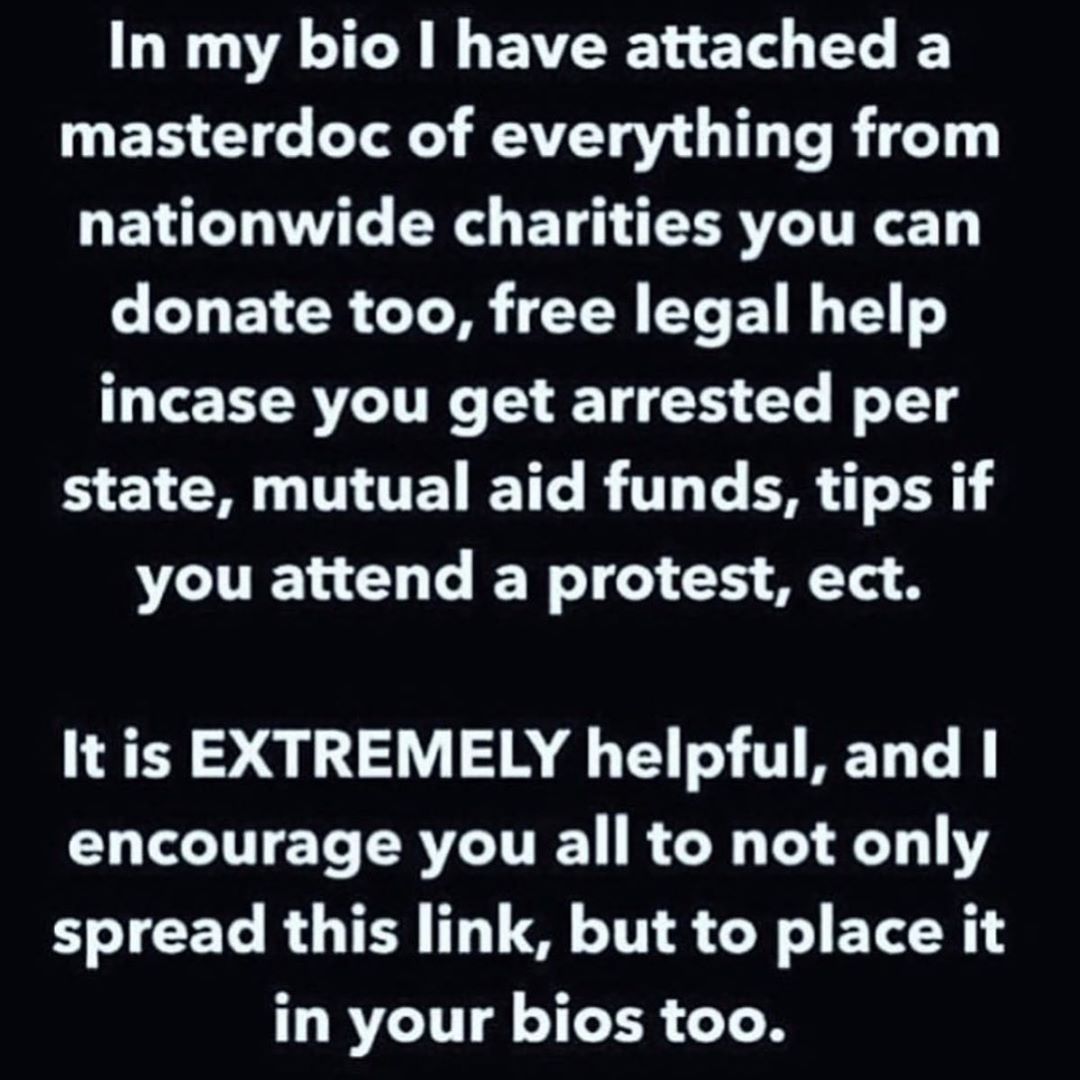 In my bio I have attached a
masterdoc of everything from
nationwide charities you can
donate too, free legal help
incase you get arrested per
state, mutual aid funds, tips if
you attend a protest, ect.
It is EXTREMELY helpful, and I
encourage you all to not only
spread this link, but to place it
in your bios too.